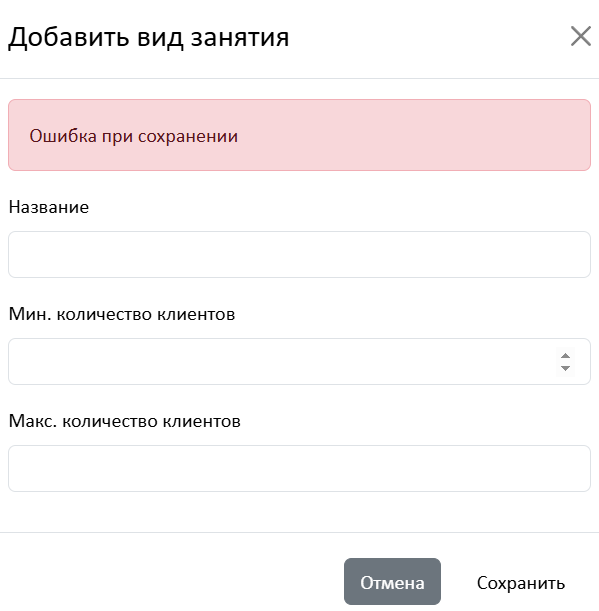 Добавить вид занятия
Ошибка при сохранении
Название
Мин. количество клиентов
Макс. количество клиентов
Отмена Сохранить